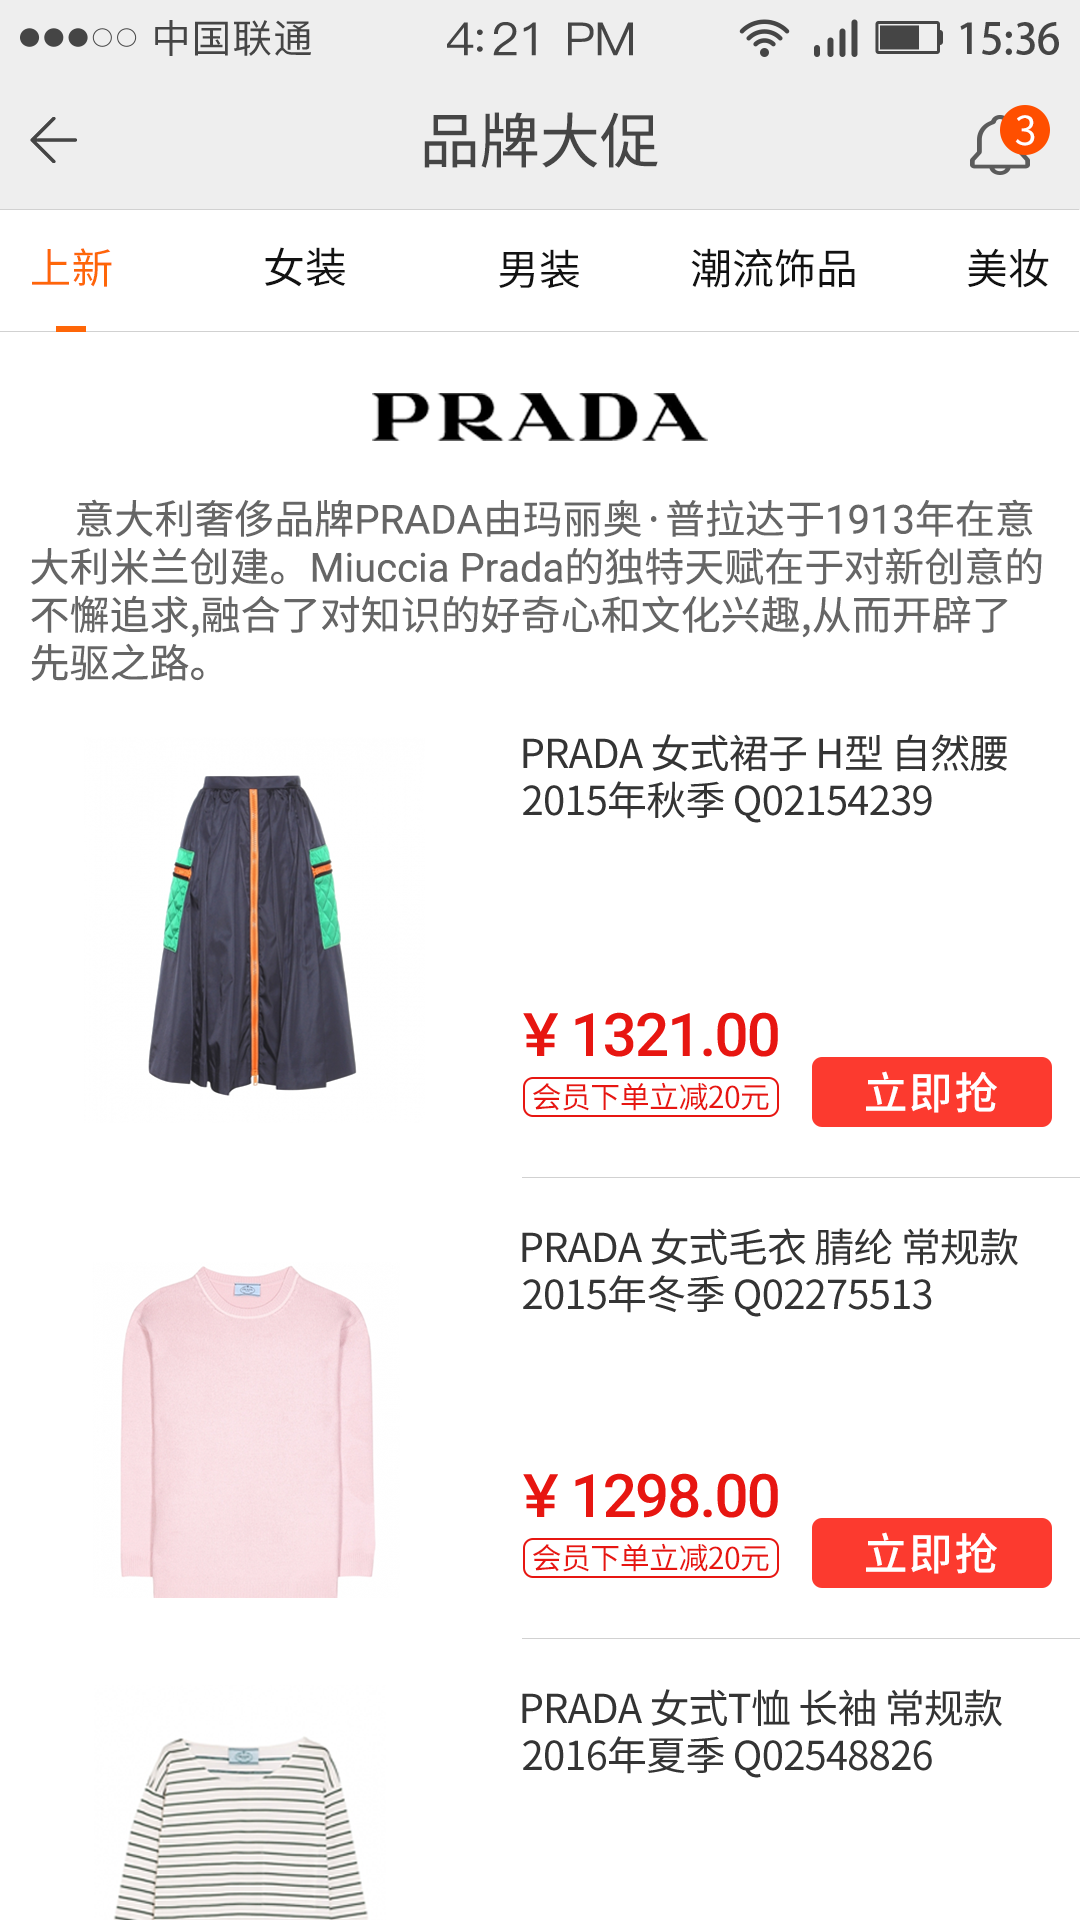 中国联通 4:21 PM 15:36
品牌大促 3
上新 女装 男装 潮流饰品 美妆
PRADA
意大利奢侈品牌PRADA由玛丽奥·普拉达于1913年在意
大利米兰创建。Miuccia Prada的独特天赋在于对新创意的
不懈追求,融合了对知识的好奇心和文化兴趣,从而开辟了
先驱之路。
PRADA 女式裙子 H型 自然腰
2015年秋季 Q02154239
¥ 1321.00
会员下单立减20元
立即抢
PRADA 女式毛衣 腈纶 常规款
2015年冬季 Q02275513
¥ 1298.00
会员下单立减20元
立即抢
PRADA 女式T恤 长袖 常规款
2016年夏季 Q02548826